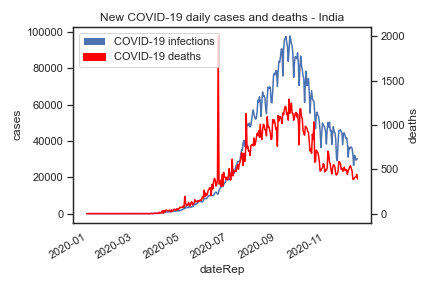 New COVID-19 daily cases and deaths - India
COVID-19 infections
COVID-19 deaths
100000
80000
60000
40000
20000
0
cases
2000
1500
1000
500
0
deaths
2020-01
2020-03
2020-05
2020-07
2020-09
2020-11
dateRep